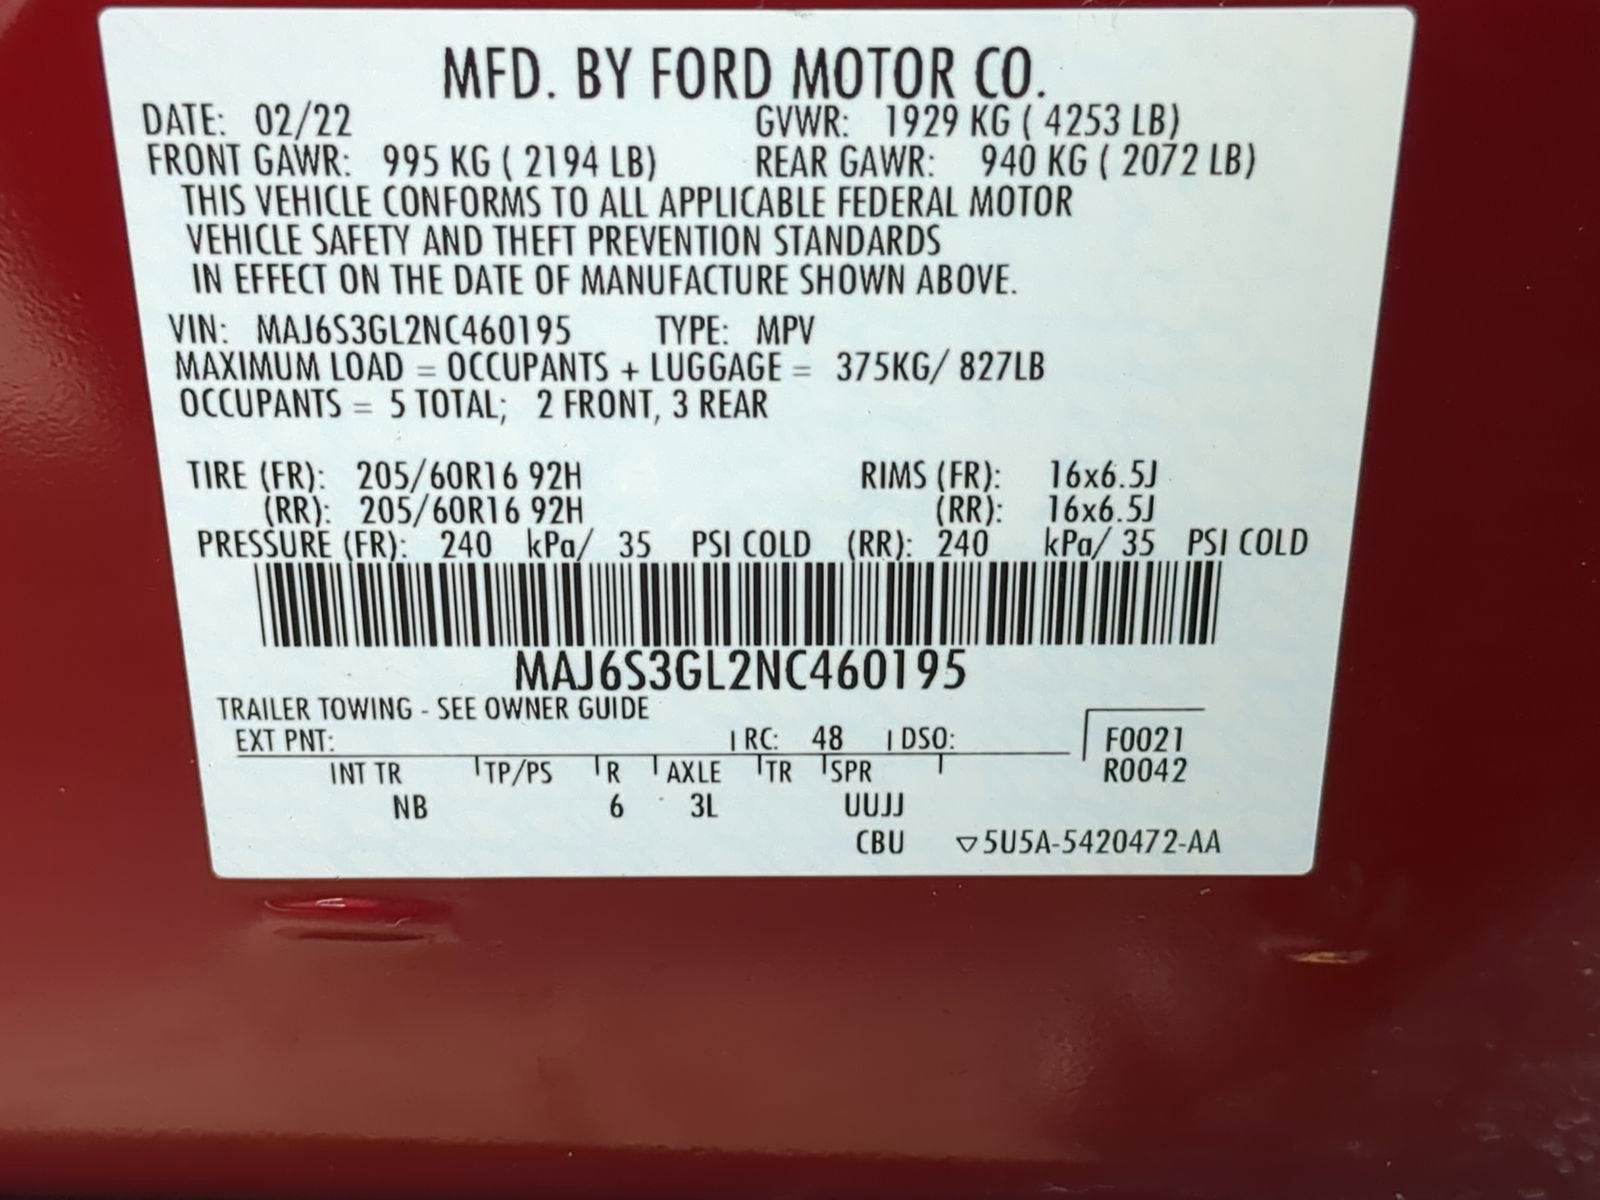 MFD. BY FORD MOTOR CO.
DATE: 02/22 GVWR: 1929 KG ( 4253 LB)
FRONT GAWR: 995 KG ( 2194 LB) REAR GAWR: 940 KG ( 2072 LB)
THIS VEHICLE CONFORMS TO ALL APPLICABLE FEDERAL MOTOR
VEHICLE SAFETY AND THEFT PREVENTION STANDARDS
IN EFFECT ON THE DATE OF MANUFACTURE SHOWN ABOVE.
VIN: MAJ6S3GL2NC460195 TYPE: MPV
MAXIMUM LOAD = OCCUPANTS + LUGGAGE = 375KG/ 827LB
OCCUPANTS = 5 TOTAL; 2 FRONT, 3 REAR
TIRE (FR): 205/60R16 92H RIMS (FR): 16x6.5J
(RR): 205/60R16 92H (RR): 16x6.5J
PRESSURE (FR): 240 kPa/ 35 PSI COLD (RR): 240 kPa/ 35 PSI COLD
MAJ6S3GL2NC460195
TRAILER TOWING - SEE OWNER GUIDE
EXT PNT: RC: 48 DSO: F0021
INT TR TP/PS R AXLE TR SPR R0042
NB 6 3L UUJJ
CBU ▽5U5A-5420472-AA